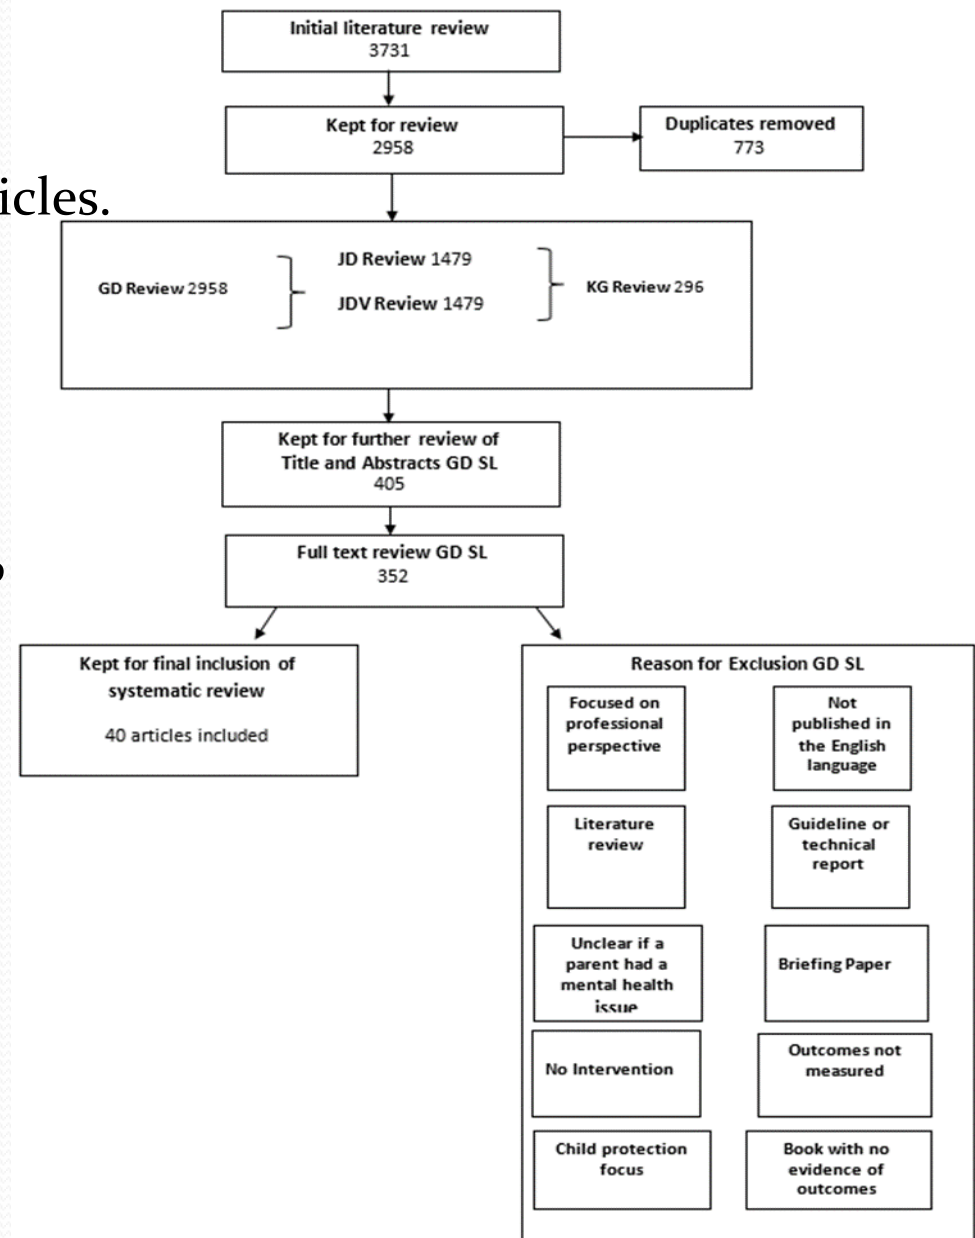 Initial literature review
3731
Kept for review
2958
Duplicates removed
773
icles.
GD Review 2958
JD Review 1479
JDV Review 1479
KG Review 296
Kept for further review of
Title and Abstracts GD SL
405
Full text review GD SL
352
Kept for final inclusion of
systematic review
40 articles included
Reason for Exclusion GD SL
Focused on
professional
perspective
Not
published in
the English
language
Literature
review
Guideline or
technical
report
Unclear if a
parent had a
mental health
issue
Briefing Paper
No Intervention
Outcomes not
measured
Child protection
focus
Book with no
evidence of
outcomes